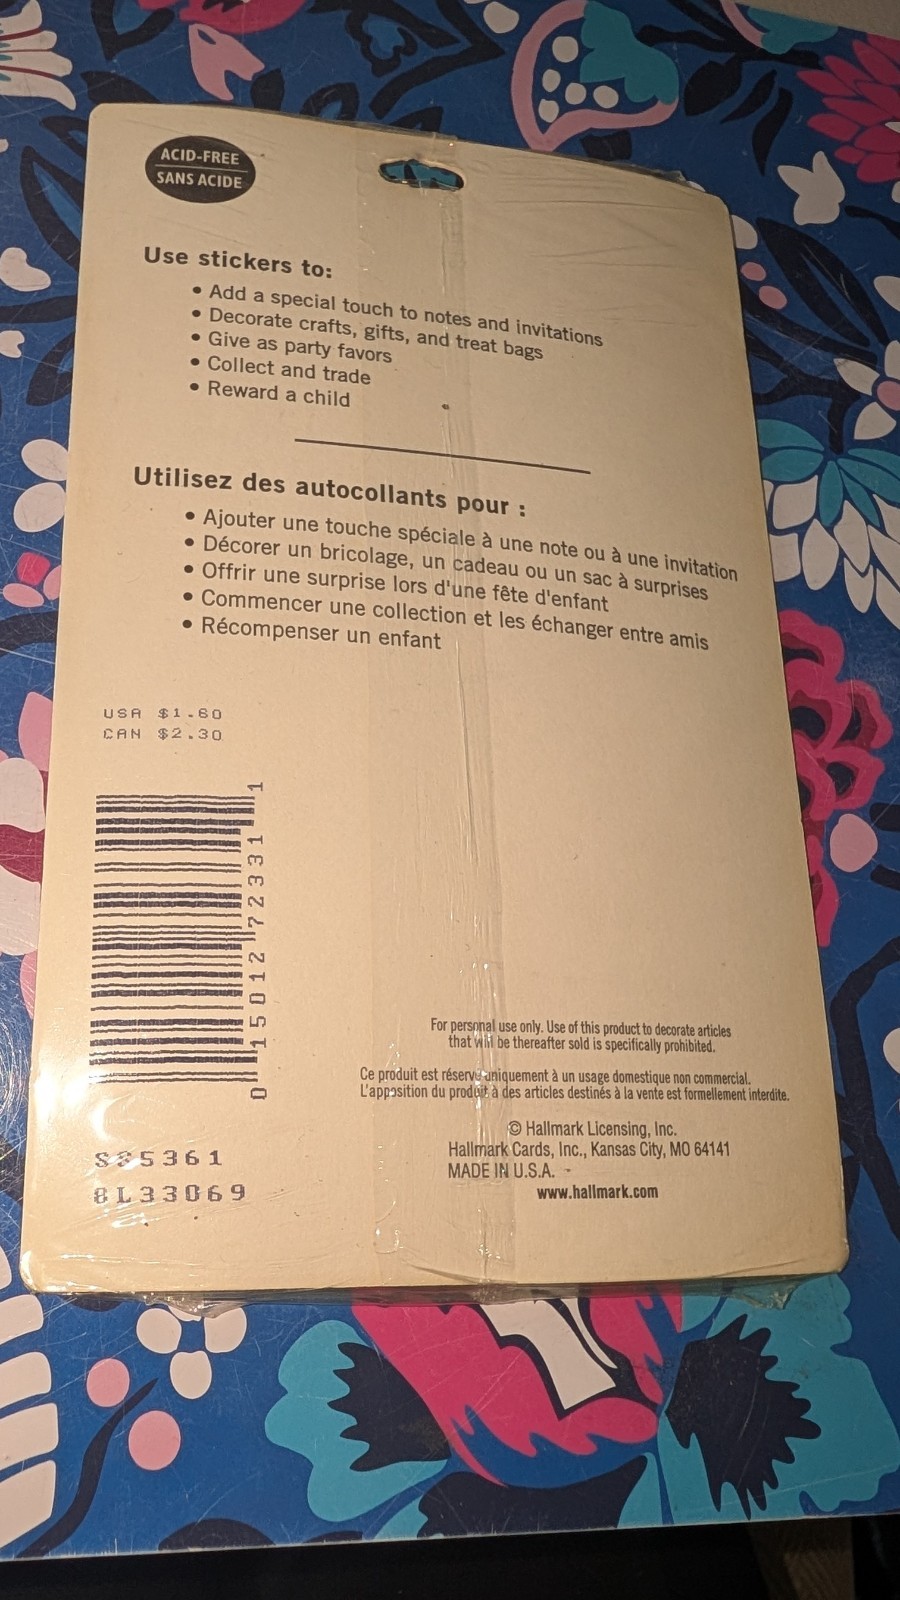 ACID-FREE
SANS ACIDE
Use stickers to:
• Add a special touch to notes and invitations
• Decorate crafts, gifts, and treat bags
• Give as party favors
• Collect and trade
• Reward a child
Utilisez des autocollants pour :
• Ajouter une touche spéciale à une note ou à une invitation
• Décorer un bricolage, un cadeau ou un sac à surprises
• Offrir une surprise lors d'une fête d'enfant
• Commencer une collection et les échanger entre amis
• Récompenser un enfant
USA $1.60
CAN $2.30
0 15012 72331 1
S85361
8L33069
For personal use only. Use of this product to decorate articles
that will be thereafter sold is specifically prohibited.
Ce produit est réservé uniquement à un usage domestique non commercial.
L'apposition du produit à des articles destinés à la vente est formellement interdite.
© Hallmark Licensing, Inc.
Hallmark Cards, Inc., Kansas City, MO 64141
MADE IN U.S.A.
www.hallmark.com